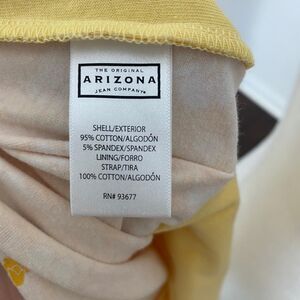 THE ORIGINAL
ARIZONA
JEAN COMPANY®
SHELL/EXTERIOR
95% COTTON/ALGODÓN
5% SPANDEX/SPANDEX
LINING/FORRO
STRAP/TIRA
100% COTTON/ALGODÓN
RN# 93677